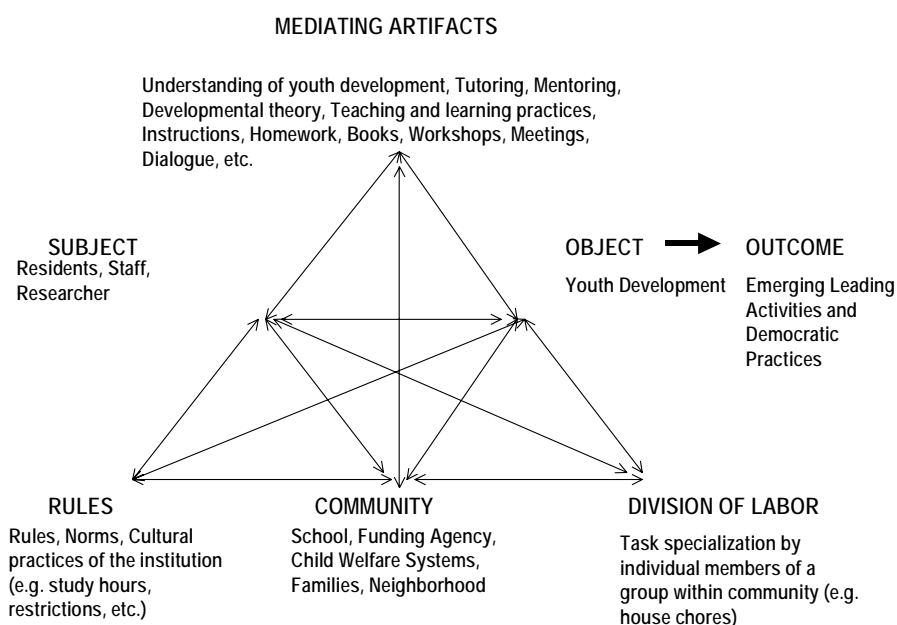 MEDIATING ARTIFACTS
Understanding of youth development, Tutoring, Mentoring,
Developmental theory, Teaching and learning practices,
Instructions, Homework, Books, Workshops, Meetings,
Dialogue, etc.
SUBJECT
Residents, Staff,
Researcher
OBJECT
Youth Development
OUTCOME
Emerging Leading
Activities and
Democratic
Practices
RULES
Rules, Norms, Cultural
practices of the institution
(e.g. study hours,
restrictions, etc.)
COMMUNITY
School, Funding Agency,
Child Welfare Systems,
Families, Neighborhood
DIVISION OF LABOR
Task specialization by
individual members of a
group within community (e.g.
house chores)